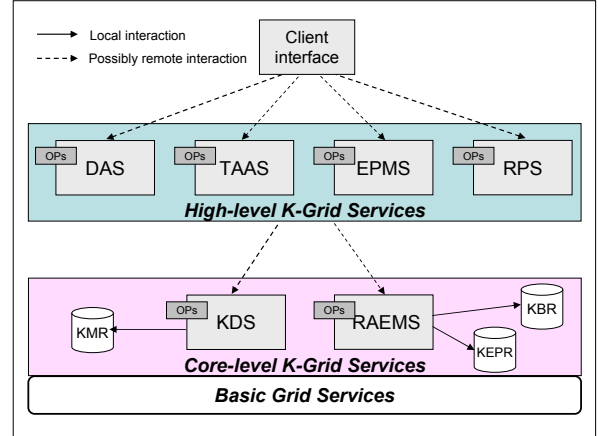 Local interaction
Possibly remote interaction
Client
interface
OPs
DAS
OPs
TAAS
OPs
EPMS
OPs
RPS
High-level K-Grid Services
OPs
KDS
OPs
RAEMS
KMR
KBR
KEPR
Core-level K-Grid Services
Basic Grid Services